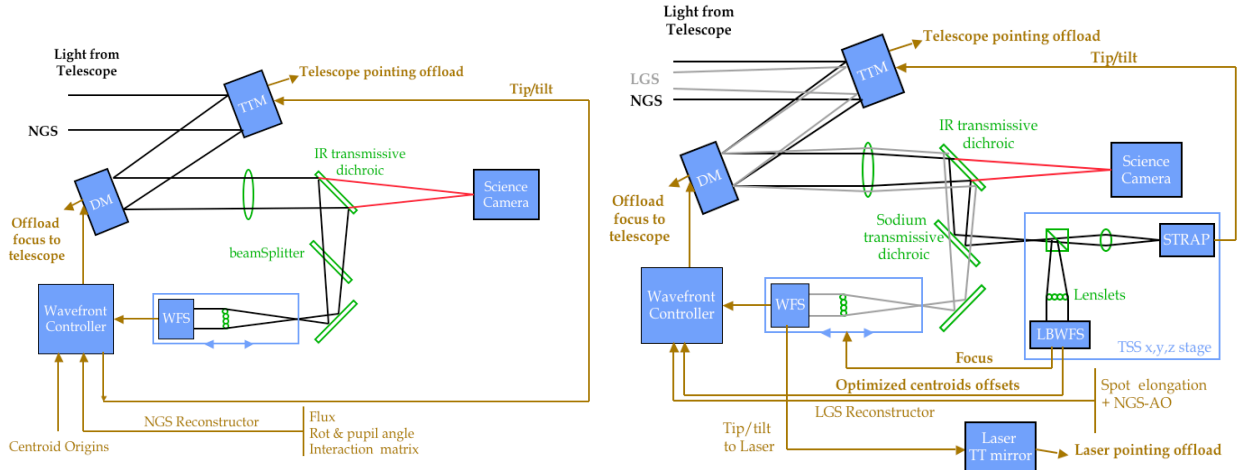 Light from
Telescope
NGS
TTM
Telescope pointing offload
Tip/tilt
IR transmissive
dichroic
DM
Science
Camera
Offload
focus to
telescope
beamSplitter
Wavefront
Controller
WFS
NGS Reconstructor
Flux
Rot & pupil angle
Interaction matrix
Centroid Origins
Light from
Telescope
LGS
NGS
TTM
Telescope pointing offload
Tip/tilt
IR transmissive
dichroic
DM
Science
Camera
Offload
focus to
telescope
Sodium
transmissive
dichroic
STRAP
Lenslets
Wavefront
Controller
WFS
LBWFS
TSS x,y,z stage
Focus
Optimized centroids offsets
LGS Reconstructor
Spot elongation
+ NGS-AO
Tip/tilt
to Laser
Laser
TT mirror
Laser pointing offload